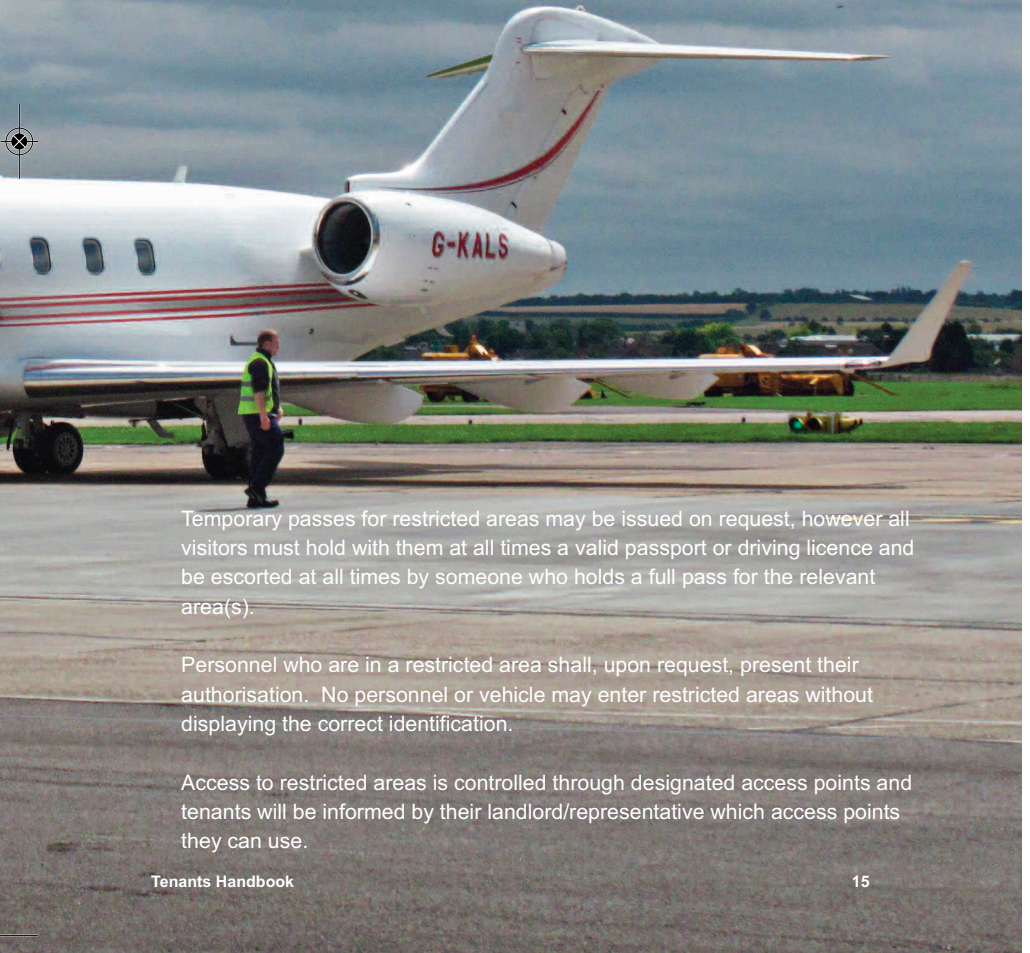 G-KALS
Temporary passes for restricted areas may be issued on request, however all
visitors must hold with them at all times a valid passport or driving licence and
be escorted at all times by someone who holds a full pass for the relevant
area(s).
Personnel who are in a restricted area shall, upon request, present their
authorisation.  No personnel or vehicle may enter restricted areas without
displaying the correct identification.
Access to restricted areas is controlled through designated access points and
tenants will be informed by their landlord/representative which access points
they can use.
Tenants Handbook 15